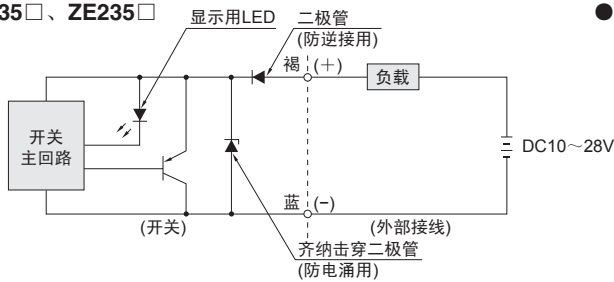 35□、ZE235□
显示用LED
二极管
(防逆接用)
褐
(+)
负载
开关
主回路
DC10～28V
蓝
(-)
(开关)
(外部接线)
齐纳击穿二极管
(防电涌用)